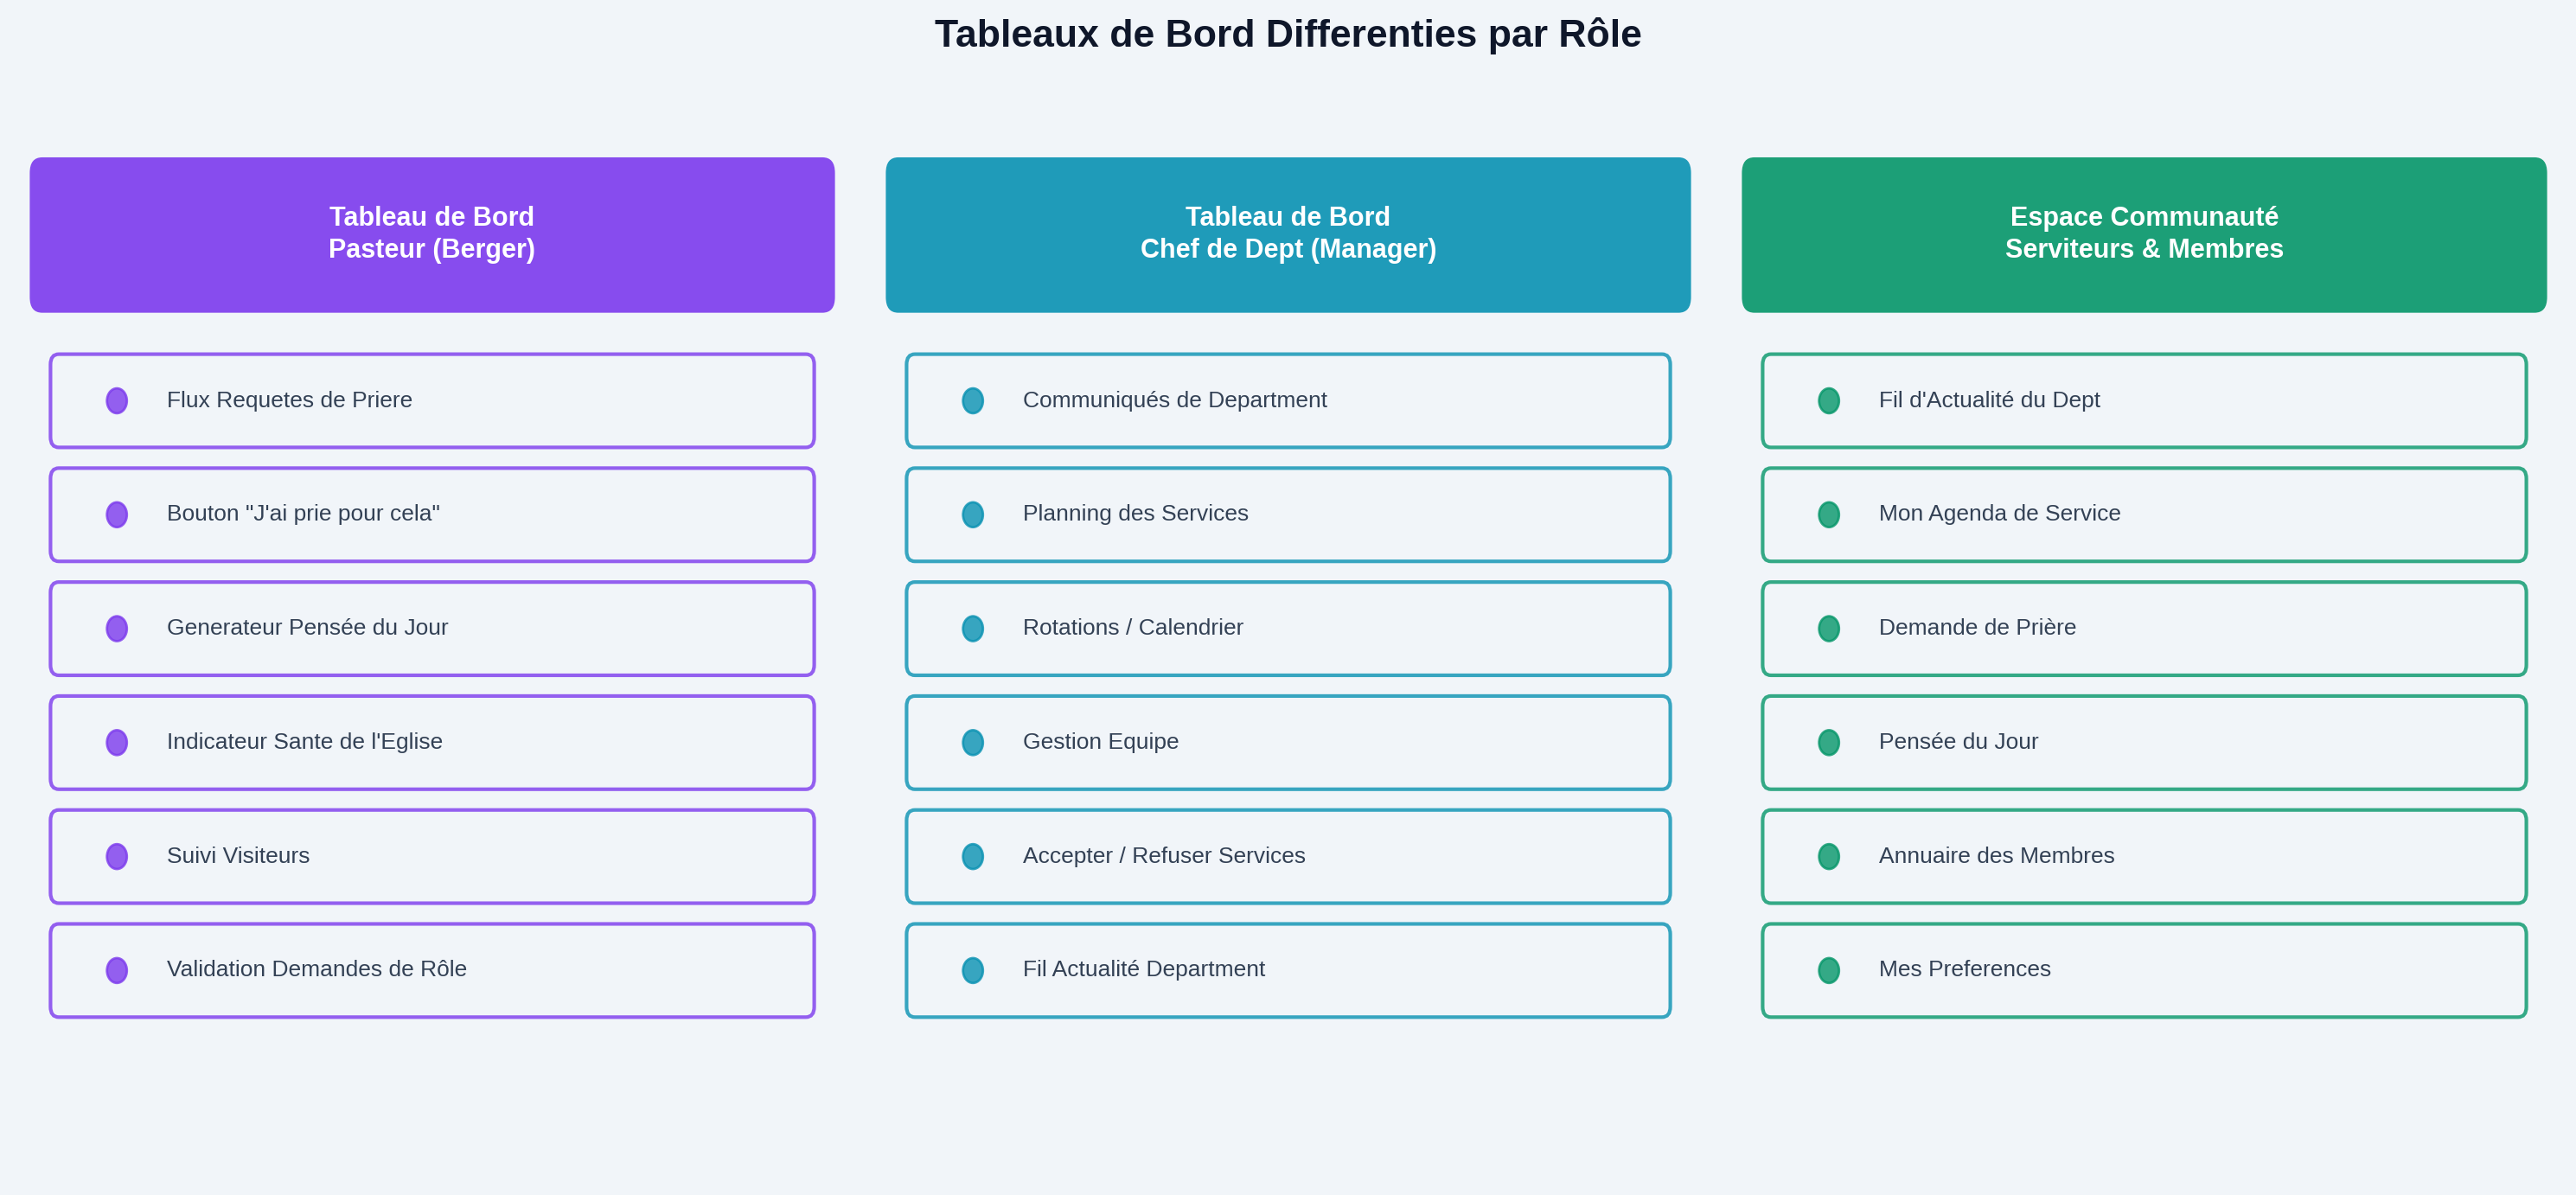 Tableaux de Bord Differenties par Rôle
Tableau de Bord
Pasteur (Berger)
Flux Requetes de Priere
Bouton "J'ai prie pour cela"
Generateur Pensée du Jour
Indicateur Sante de l'Eglise
Suivi Visiteurs
Validation Demandes de Rôle
Tableau de Bord
Chef de Dept (Manager)
Communiqués de Department
Planning des Services
Rotations / Calendrier
Gestion Equipe
Accepter / Refuser Services
Fil Actualité Department
Espace Communauté
Serviteurs & Membres
Fil d'Actualité du Dept
Mon Agenda de Service
Demande de Prière
Pensée du Jour
Annuaire des Membres
Mes Preferences